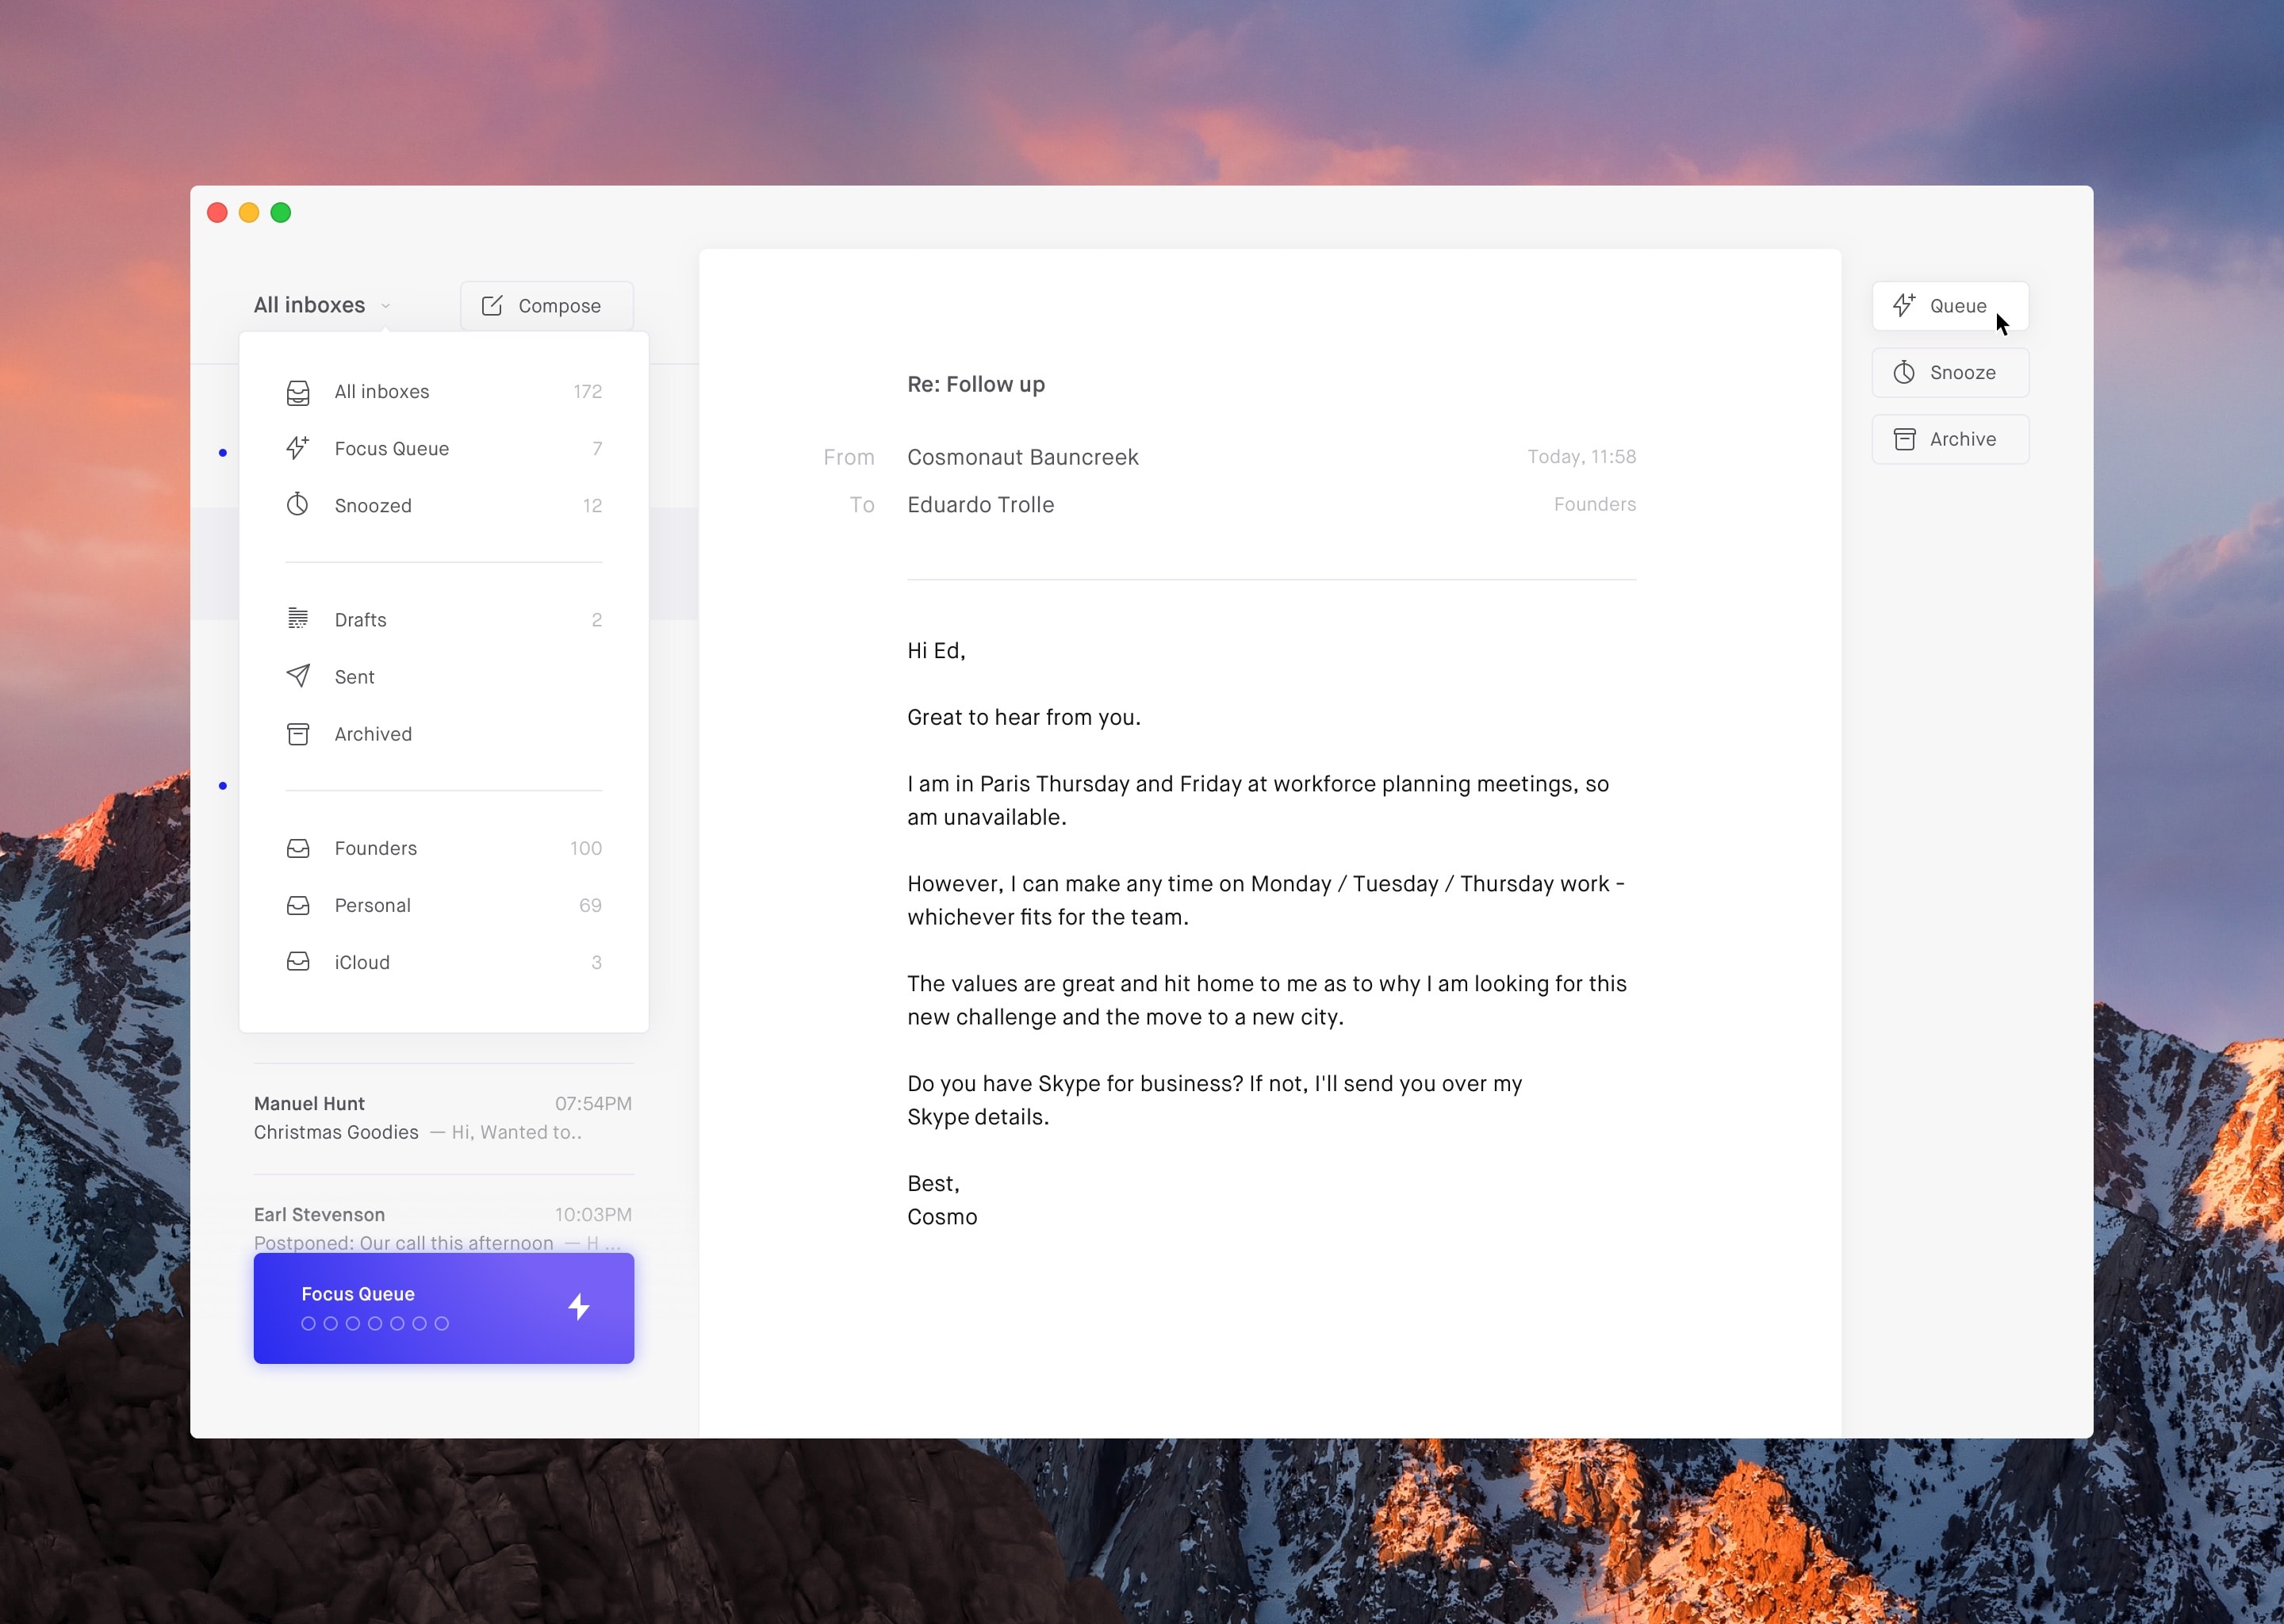 All inboxes
Compose
All inboxes 172
Focus Queue 7
Snoozed 12
Drafts 2
Sent
Archived
Founders 100
Personal 69
iCloud 3
Manuel Hunt 07:54PM
Christmas Goodies — Hi, Wanted to..
Earl Stevenson 10:03PM
Postponed: Our call this afternoon — H ...
Focus Queue
Re: Follow up
From Cosmonaut Bauncreek Today, 11:58
To Eduardo Trolle Founders
Hi Ed,
Great to hear from you.
I am in Paris Thursday and Friday at workforce planning meetings, so
am unavailable.
However, I can make any time on Monday / Tuesday / Thursday work -
whichever fits for the team.
The values are great and hit home to me as to why I am looking for this
new challenge and the move to a new city.
Do you have Skype for business? If not, I'll send you over my
Skype details.
Best,
Cosmo
Queue
Snooze
Archive